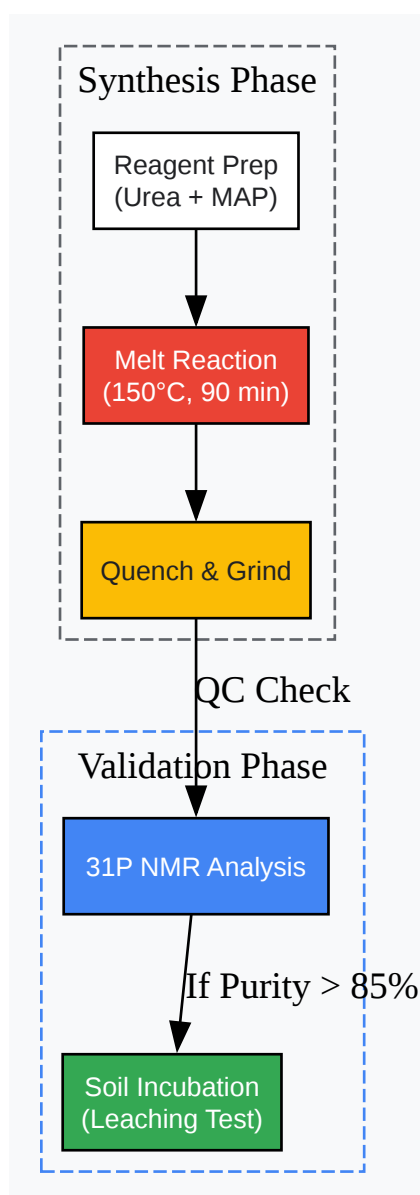 Synthesis Phase
Reagent Prep
(Urea + MAP)
Melt Reaction
(150°C, 90 min)
Quench & Grind
QC Check
Validation Phase
31P NMR Analysis
If Purity > 85%
Soil Incubation
(Leaching Test)